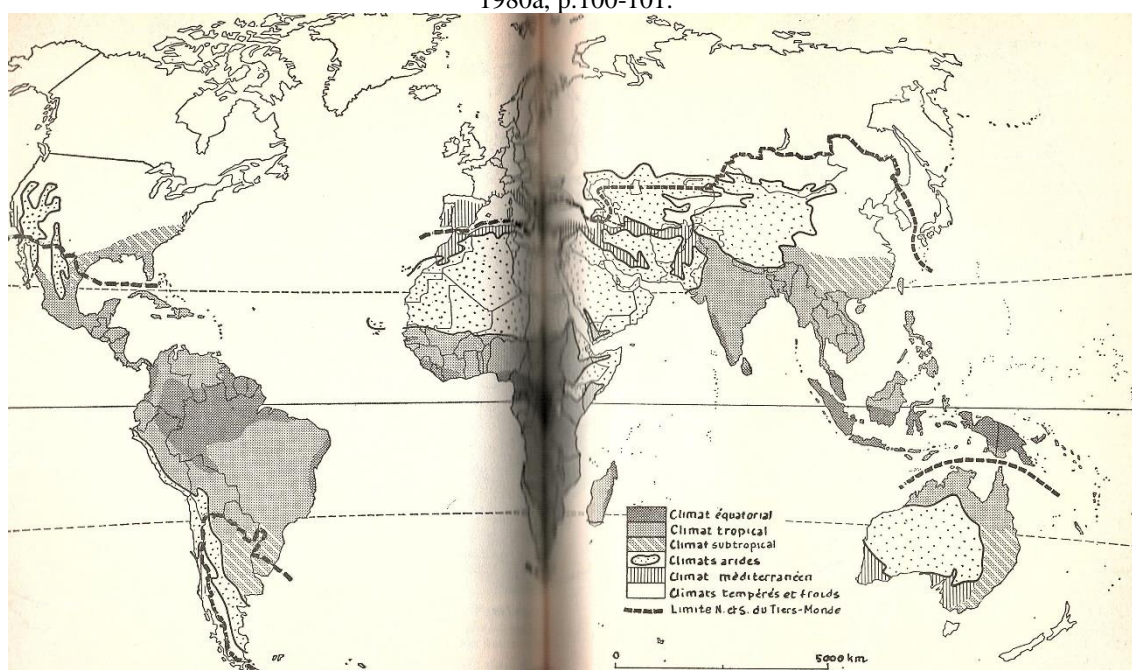 1980a, p.100-101.
Climat équatorial
Climat tropical
Climat subtropical
Climats arides
Climat méditerranéen
Climats tempérés et froids
Limite N. et S. du Tiers-Monde
0 5000 km